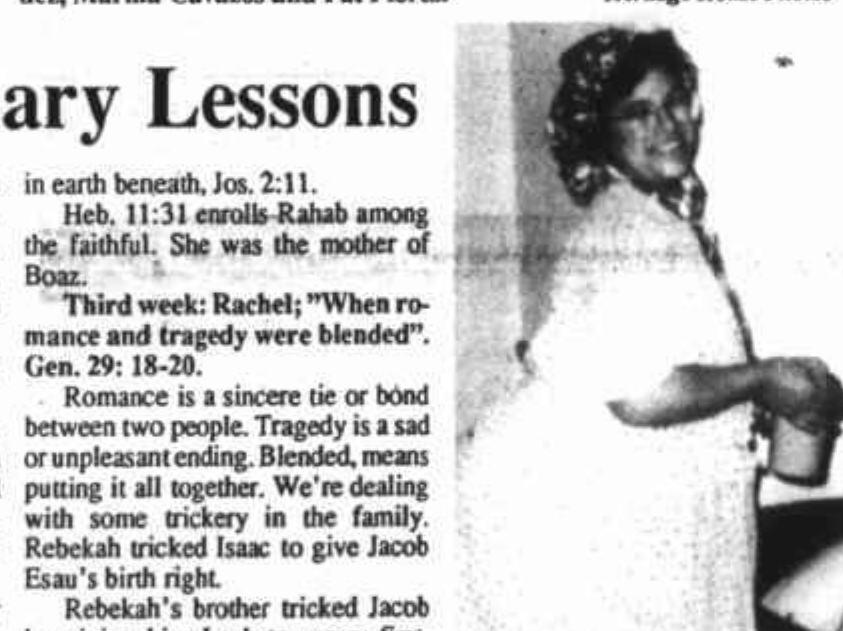 ary Lessons
in earth beneath, Jos. 2:11.
Heb. 11:31 enrolls Rahab among
the faithful. She was the mother of
Boaz.
Third week: Rachel; "When ro-
mance and tragedy were blended".
Gen. 29: 18-20.
Romance is a sincere tie or bond
between two people. Tragedy is a sad
or unpleasant ending. Blended, means
putting it all together. We're dealing
with some trickery in the family.
Rebekah tricked Isaac to give Jacob
Esau's birth right.
Rebekah's brother tricked Jacob